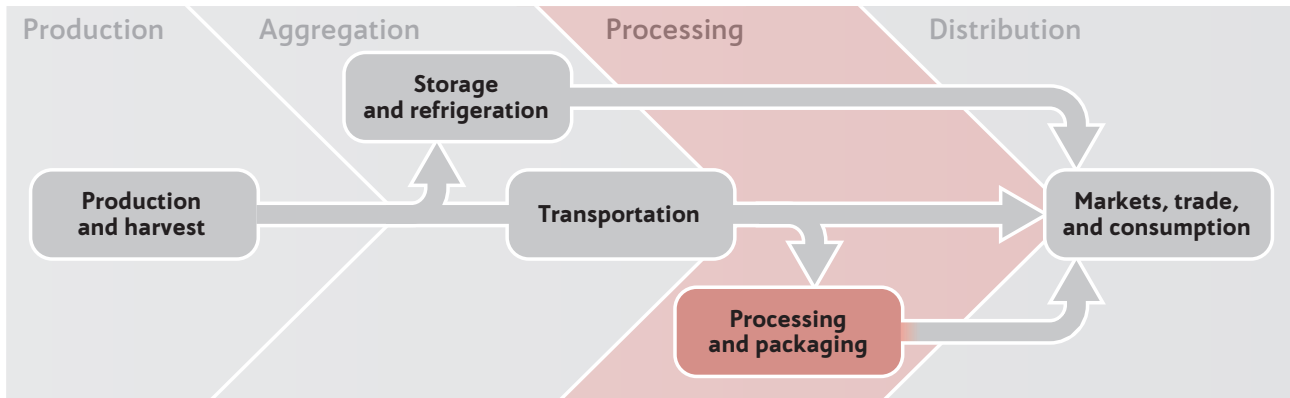 Production
Aggregation
Processing
Distribution
Storage
and refrigeration
Production
and harvest
Transportation
Markets, trade,
and consumption
Processing
and packaging